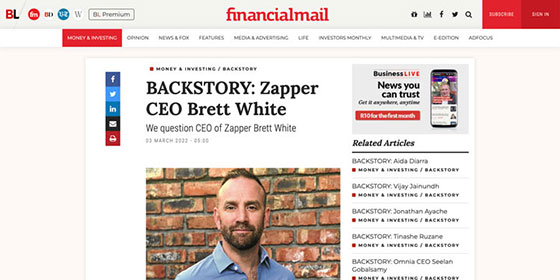 BL
fm
BD
W
BL Premium
financialmail
SUBSCRIBE
SIGN IN
MONEY & INVESTING
OPINION
NEWS & FOX
FEATURES
MEDIA & ADVERTISING
LIFE
INVESTORS MONTHLY
MULTIMEDIA & TV
E-EDITION
ADFOCUS
MONEY & INVESTING / BACKSTORY
BACKSTORY: Zapper
CEO Brett White
We question CEO of Zapper Brett White
03 MARCH 2022 - 05:00
BusinessLIVE
News you
can trust
Get it anywhere, anytime
R10 for the first month
Related Articles
BACKSTORY: Aida Diarra
MONEY & INVESTING / BACKSTORY
BACKSTORY: Vijay Jainundh
MONEY & INVESTING / BACKSTORY
BACKSTORY: Jonathan Ayache
MONEY & INVESTING / BACKSTORY
BACKSTORY: Tinashe Ruzane
MONEY & INVESTING / BACKSTORY
BACKSTORY: Omnia CEO Seelan
Gobalsamy
MONEY & INVESTING / BACKSTORY